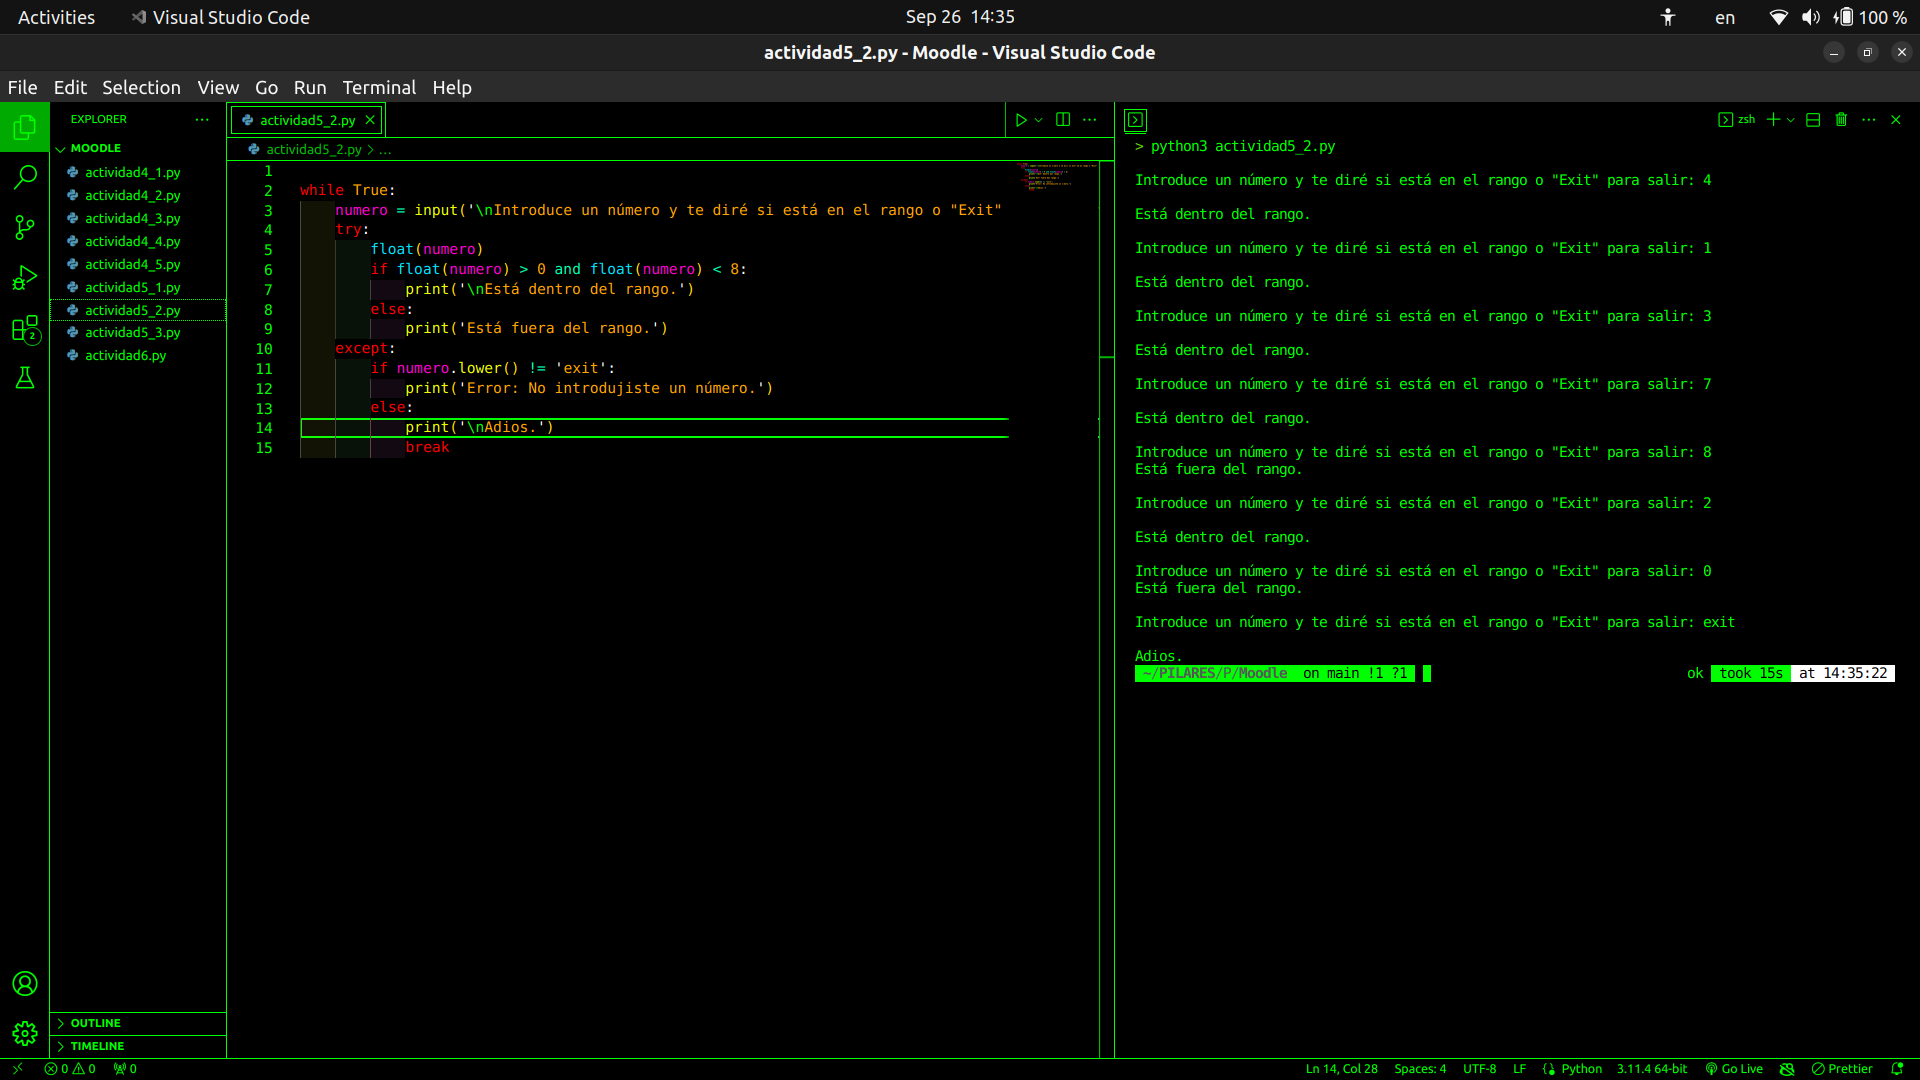 Activities
Visual Studio Code
Sep 26 14:35
en
100 %
actividad5_2.py - Moodle - Visual Studio Code
File Edit Selection View Go Run Terminal Help
EXPLORER
MOODLE
actividad4_1.py
actividad4_2.py
actividad4_3.py
actividad4_4.py
actividad4_5.py
actividad5_1.py
actividad5_2.py
actividad5_3.py
actividad6.py
2
OUTLINE
TIMELINE
actividad5_2.py
actividad5_2.py > ...
1
2 while True:
3 numero = input('\nIntroduce un número y te diré si está en el rango o "Exit"
4 try:
5 float(numero)
6 if float(numero) > 0 and float(numero) < 8:
7 print('\nEstá dentro del rango.')
8 else:
9 print('Está fuera del rango.')
10 except:
11 if numero.lower() != 'exit':
12 print('Error: No introdujiste un número.')
13 else:
14 print('\nAdios.')
15 break
zsh
> python3 actividad5_2.py
Introduce un número y te diré si está en el rango o "Exit" para salir: 4
Está dentro del rango.
Introduce un número y te diré si está en el rango o "Exit" para salir: 1
Está dentro del rango.
Introduce un número y te diré si está en el rango o "Exit" para salir: 3
Está dentro del rango.
Introduce un número y te diré si está en el rango o "Exit" para salir: 7
Está dentro del rango.
Introduce un número y te diré si está en el rango o "Exit" para salir: 8
Está fuera del rango.
Introduce un número y te diré si está en el rango o "Exit" para salir: 2
Está dentro del rango.
Introduce un número y te diré si está en el rango o "Exit" para salir: 0
Está fuera del rango.
Introduce un número y te diré si está en el rango o "Exit" para salir: exit
Adios.
~/PILARES/P/Moodle on main !1 ?1 ok took 15s at 14:35:22
0 0 0
Ln 14, Col 28 Spaces: 4 UTF-8 LF Python 3.11.4 64-bit Go Live Prettier